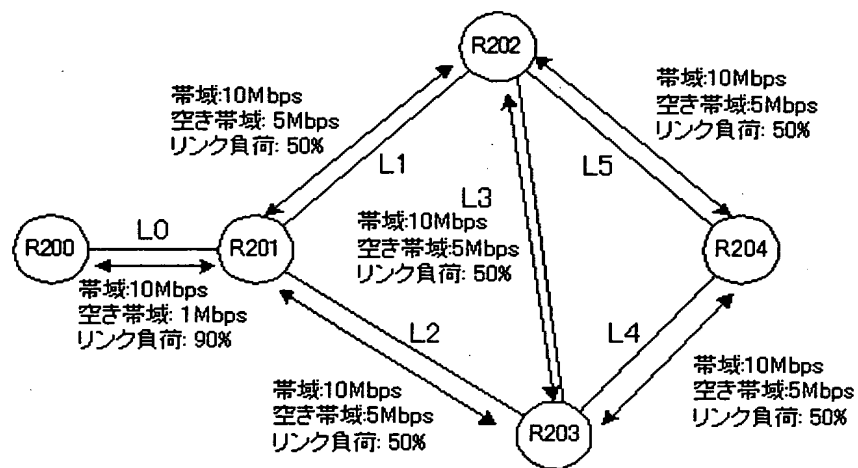 R202
帯域:10Mbps
空き帯域: 5Mbps
リンク負荷: 50%
帯域:10Mbps
空き帯域:5Mbps
リンク負荷: 50%
L1
L5
L3
帯域:10Mbps
空き帯域:5Mbps
リンク負荷: 50%
R200
L0
R201
R204
帯域:10Mbps
空き帯域: 1Mbps
リンク負荷: 90%
L2
L4
帯域:10Mbps
空き帯域:5Mbps
リンク負荷: 50%
帯域:10Mbps
空き帯域:5Mbps
リンク負荷: 50%
R203